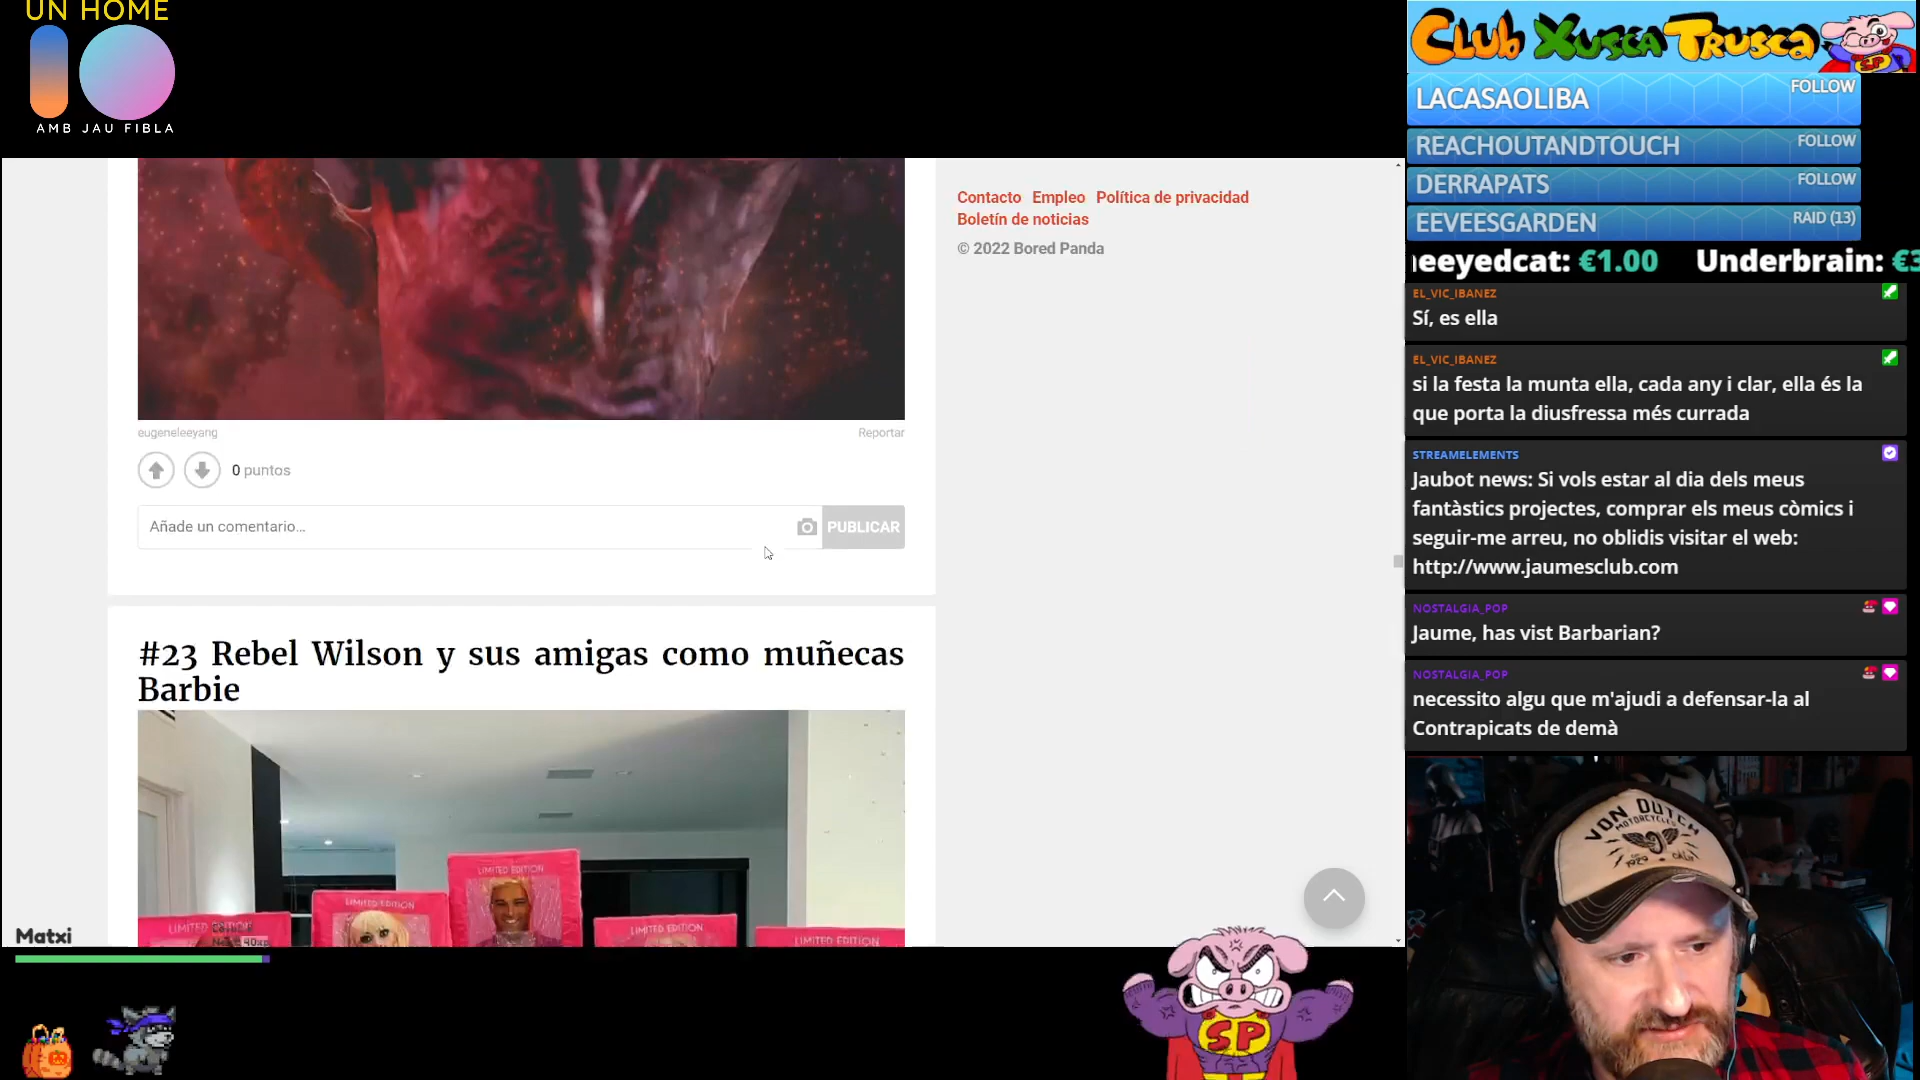 UN HOME
10
AMB JAU FIBLA
eugeneleeyang
Reportar
0 puntos
Añade un comentario...
PUBLICAR
#23 Rebel Wilson y sus amigas como muñecas
Barbie
LIMITED EDITION
LIMITED EDITION
LIMITED EDITION
LIMITED EDITION
LIMITED EDITION
Matxi
SP
Contacto Empleo Política de privacidad
Boletín de noticias
© 2022 Bored Panda
CLUB XUSCA TRUSCA
SP
LACASAOLIBA FOLLOW
REACHOUTANDTOUCH FOLLOW
DERRAPATS FOLLOW
EEVEESGARDEN RAID (13)
neeyedcat: €1.00 Underbrain: €3
EL_VIC_IBANEZ
Sí, es ella
EL_VIC_IBANEZ
si la festa la munta ella, cada any i clar, ella és la
que porta la diusfressa més currada
STREAMELEMENTS
Jaubot news: Si vols estar al dia dels meus
fantàstics projectes, comprar els meus còmics i
seguir-me arreu, no oblidis visitar el web:
http://www.jaumesclub.com
NOSTALGIA_POP
Jaume, has vist Barbarian?
NOSTALGIA_POP
necessito algu que m'ajudi a defensar-la al
Contrapicats de demà
VON DUTCH
MOTORCYCLES
1929